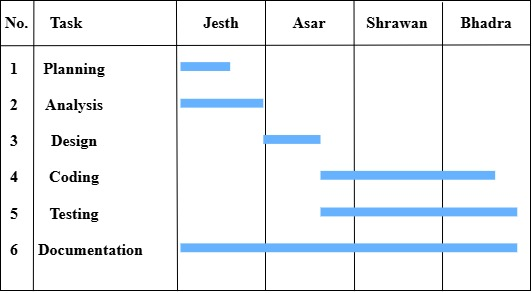 No. Task Jesth Asar Shrawan Bhadra
1 Planning
2 Analysis
3 Design
4 Coding
5 Testing
6 Documentation